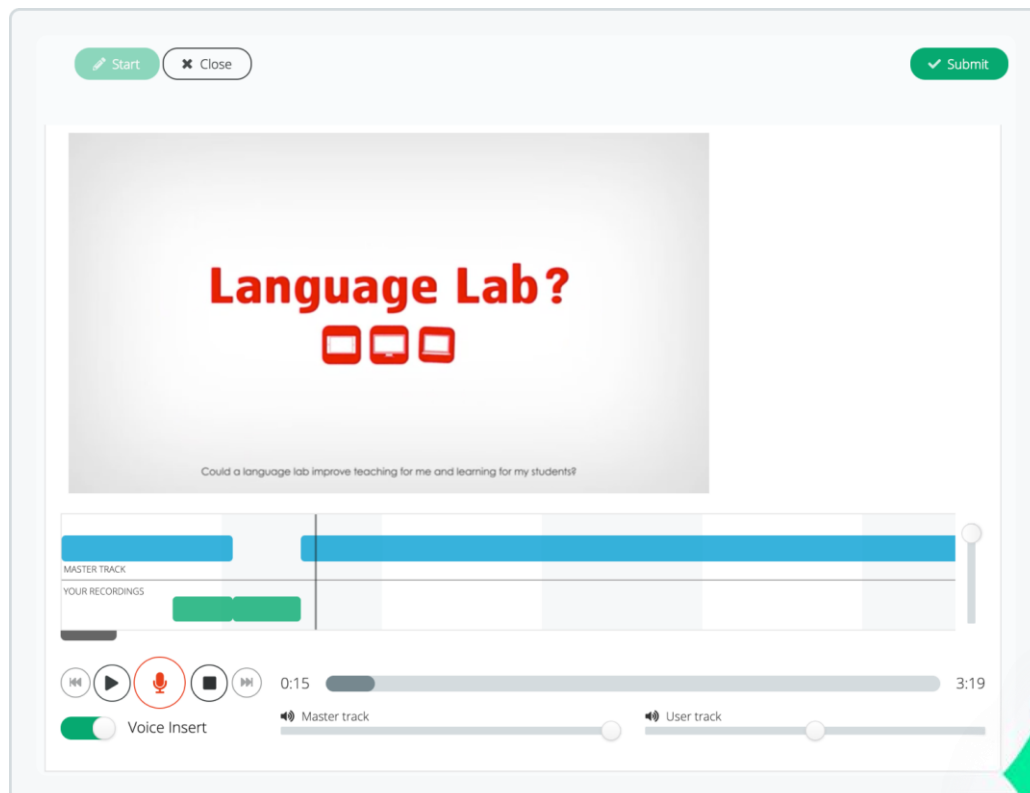 Start
Close
Submit
Language Lab?
Could a language lab improve teaching for me and learning for my students?
MASTER TRACK
YOUR RECORDINGS
0:15
3:19
Voice Insert
Master track
User track